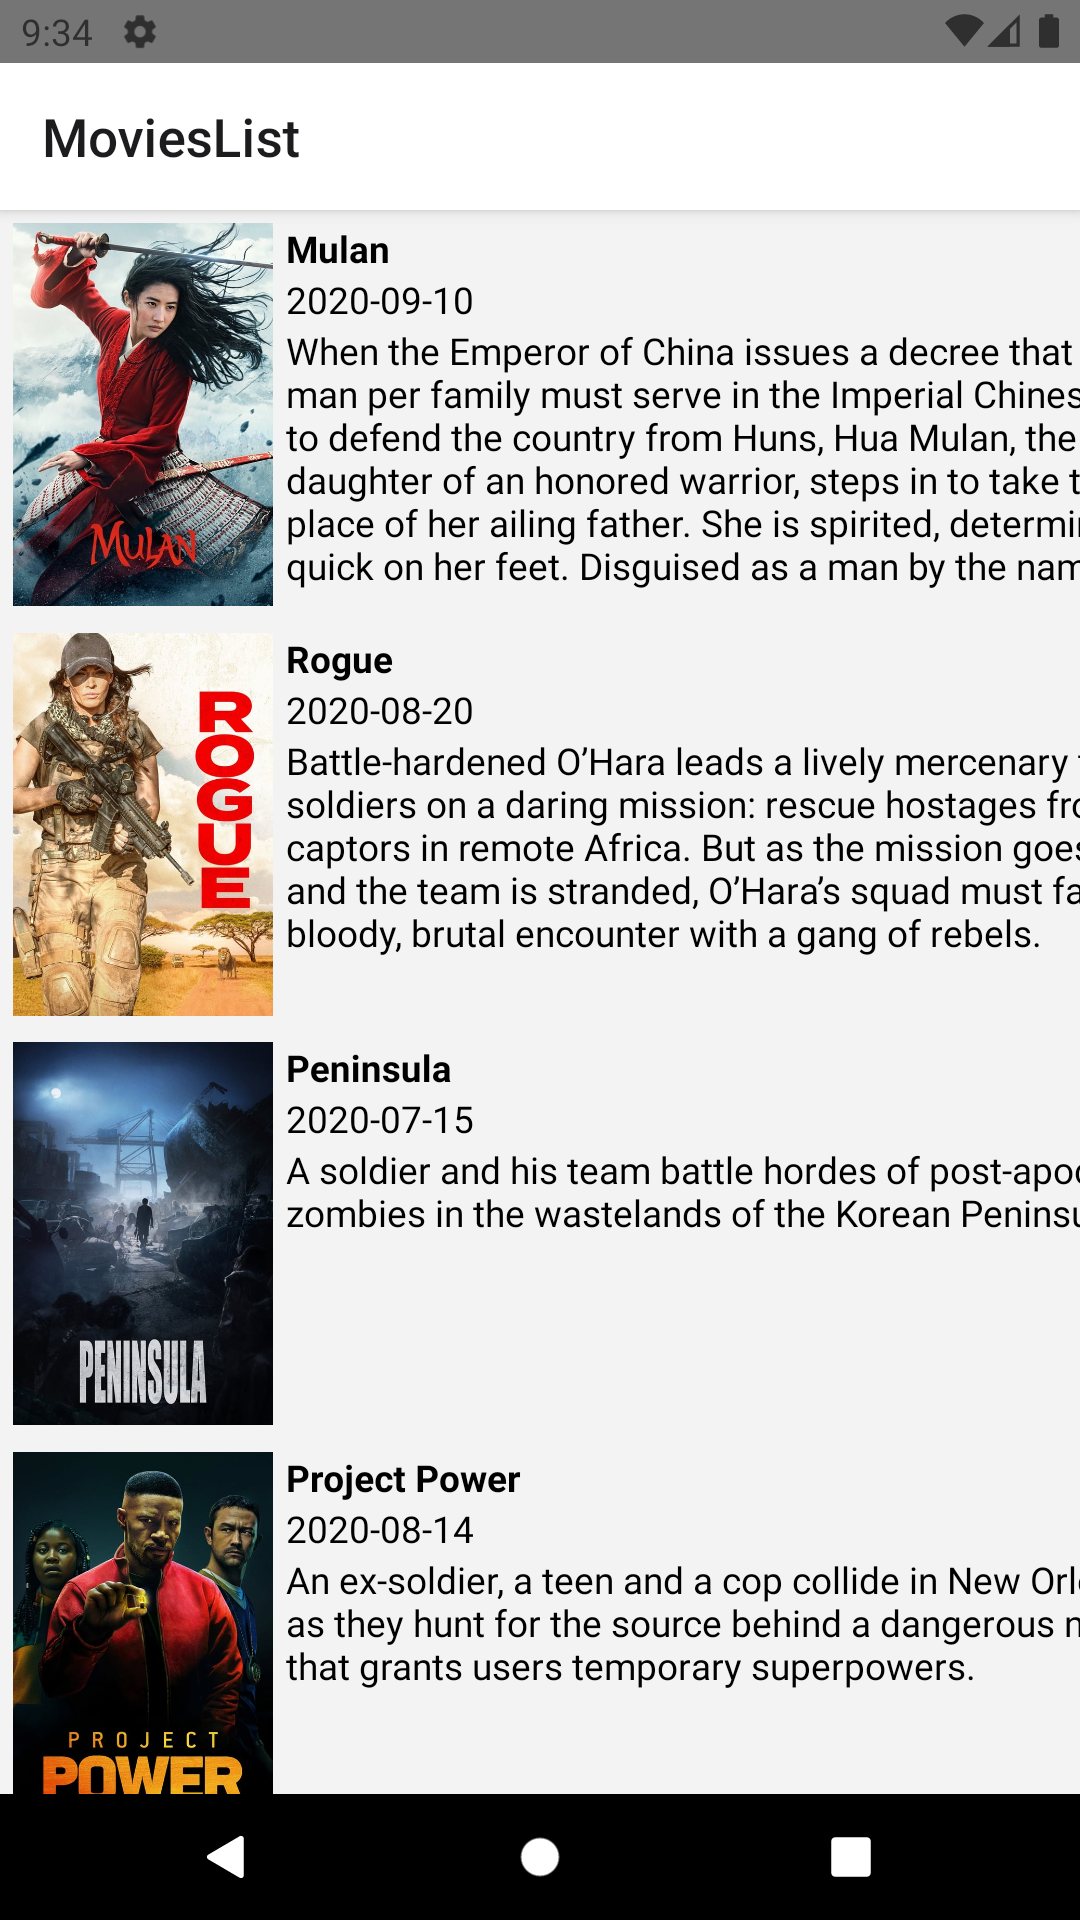 9:34
MoviesList
MULAN
Mulan
2020-09-10
When the Emperor of China issues a decree that
man per family must serve in the Imperial Chines
to defend the country from Huns, Hua Mulan, the
daughter of an honored warrior, steps in to take t
place of her ailing father. She is spirited, determi
quick on her feet. Disguised as a man by the nam
ROGUE
Rogue
2020-08-20
Battle-hardened O’Hara leads a lively mercenary
soldiers on a daring mission: rescue hostages fro
captors in remote Africa. But as the mission goes
and the team is stranded, O’Hara’s squad must fa
bloody, brutal encounter with a gang of rebels.
PENINSULA
Peninsula
2020-07-15
A soldier and his team battle hordes of post-apoc
zombies in the wastelands of the Korean Peninsu
PROJECT
POWER
Project Power
2020-08-14
An ex-soldier, a teen and a cop collide in New Orle
as they hunt for the source behind a dangerous n
that grants users temporary superpowers.